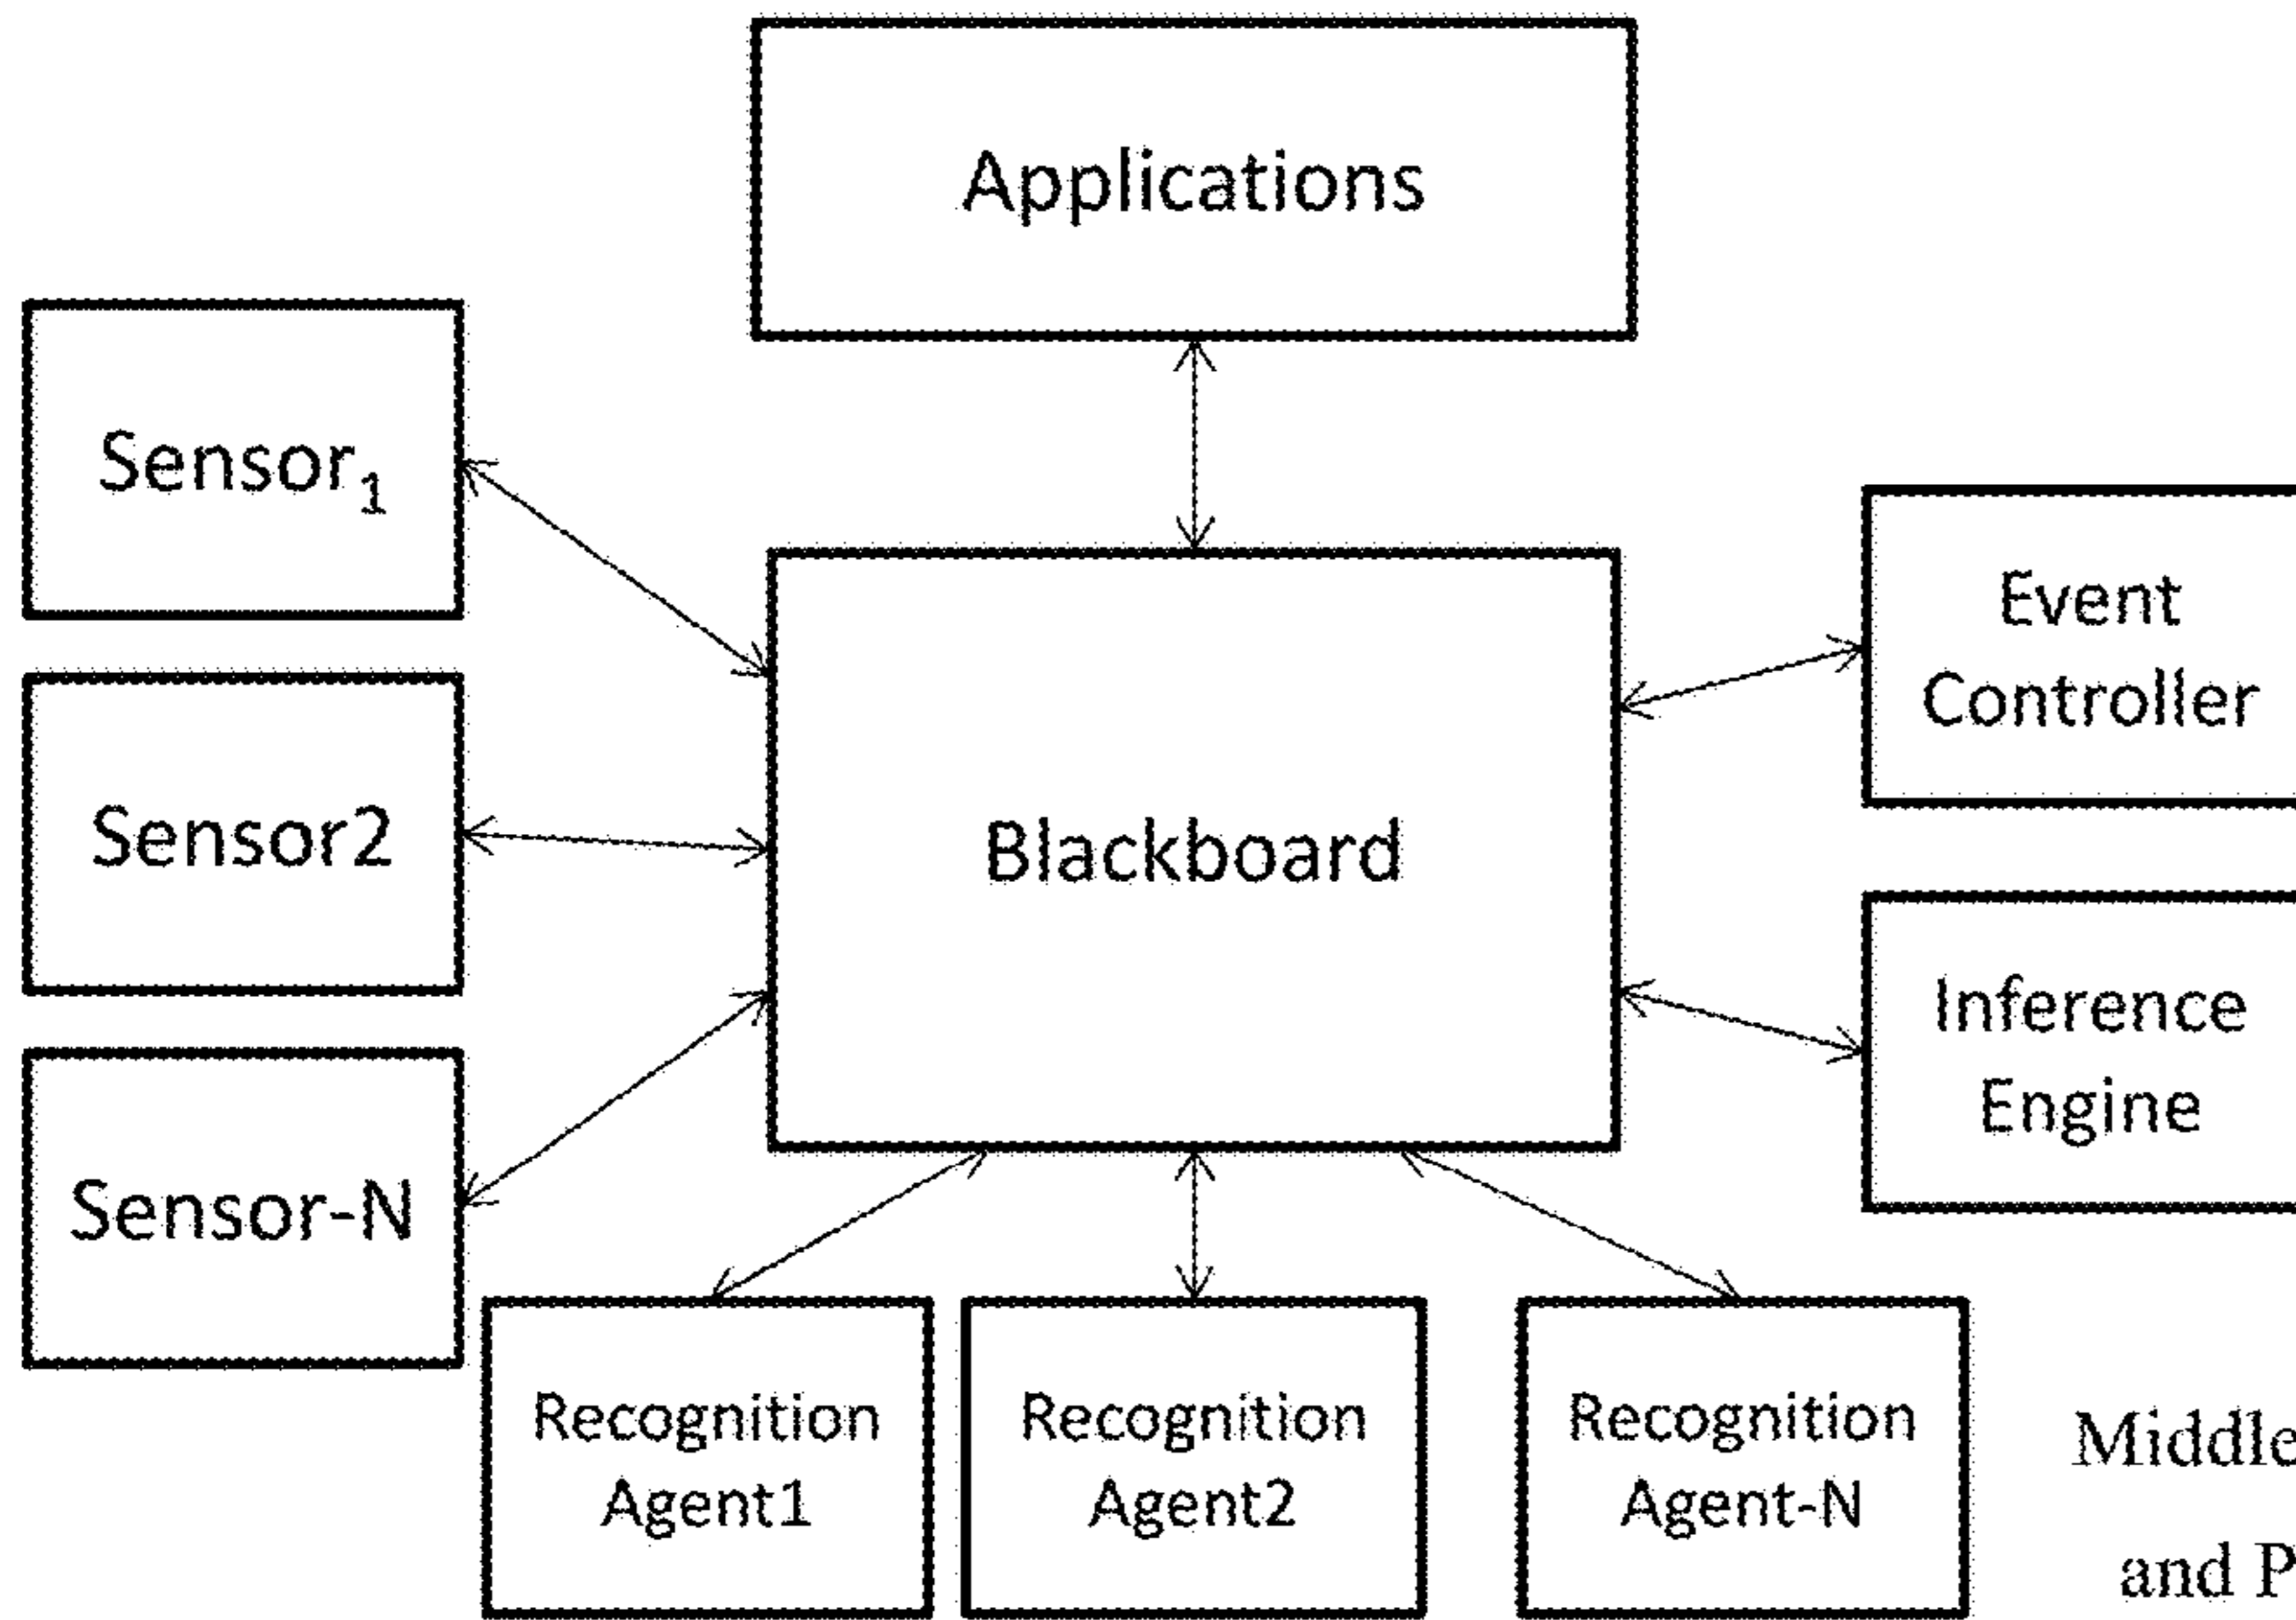 Applications
Sensor₁
Sensor2
Sensor-N
Blackboard
Event
Controller
Inference
Engine
Recognition
Agent1
Recognition
Agent2
Recognition
Agent-N
Middle
and P